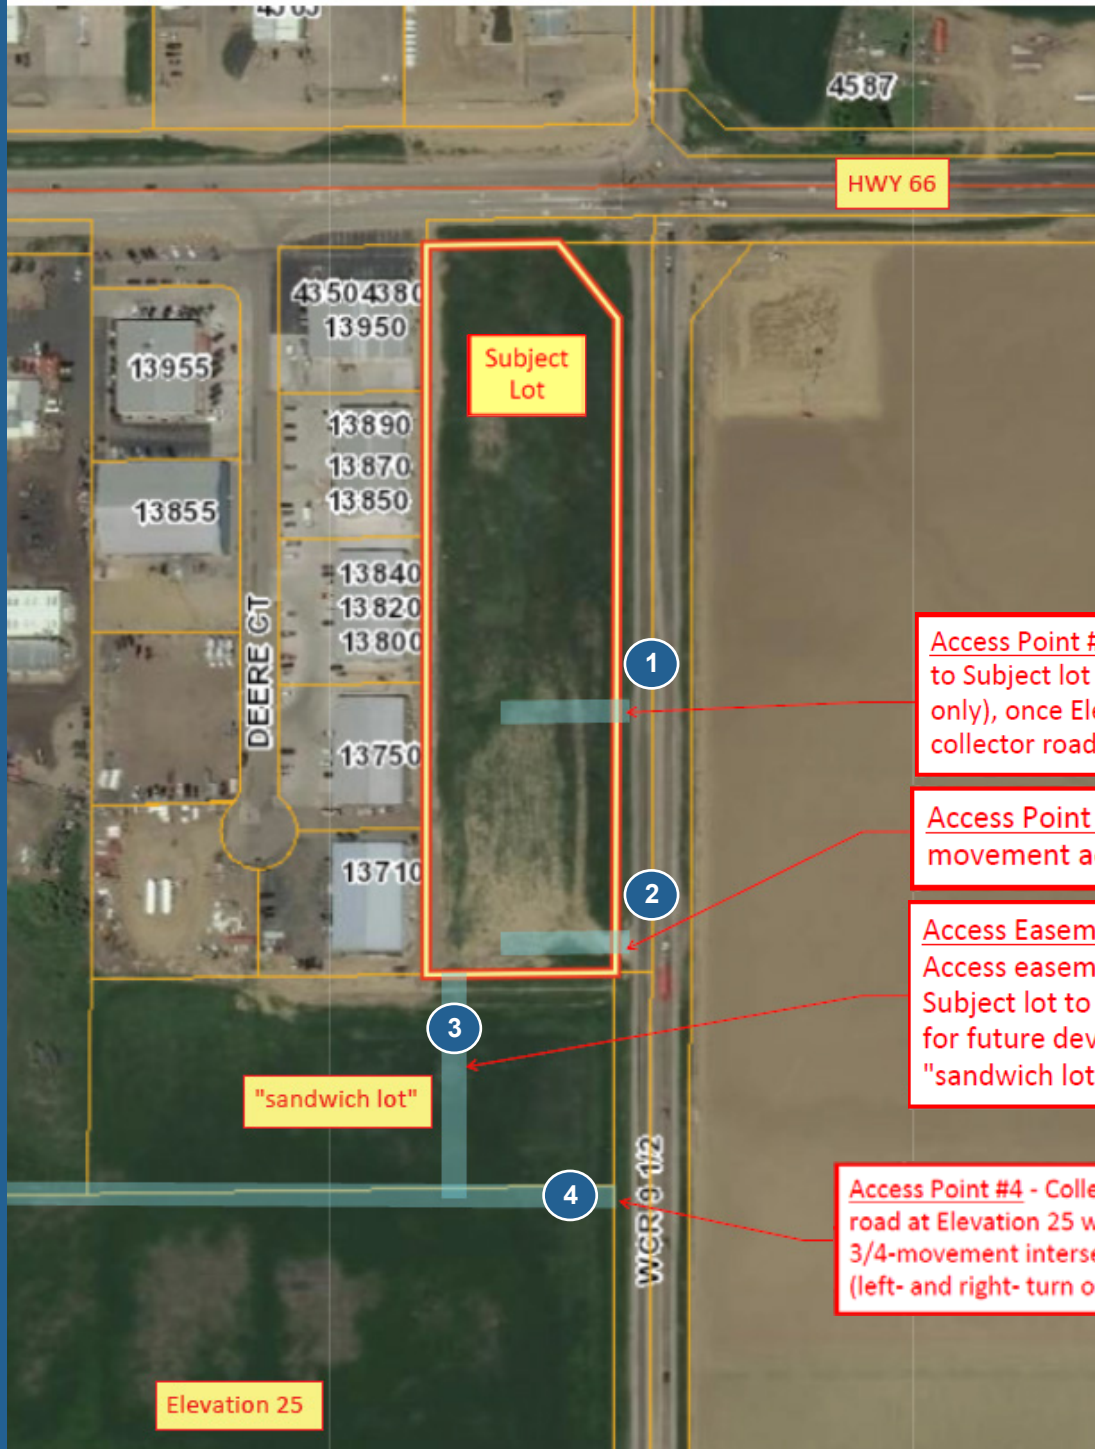 4587
HWY 66
4350 4380
13950
13955
Subject
Lot
13890
13870
13850
13855
13840
13820
13800
DEERE CT
1
Access Point #
to Subject lot
only), once Ele
collector road
13750
Access Point
movement a
13710
2
Access Easem
Access easem
Subject lot to
for future dev
"sandwich lot
3
"sandwich lot"
WCR 9 1/2
4
Access Point #4 - Colle
road at Elevation 25 w
3/4-movement interse
(left- and right- turn o
Elevation 25